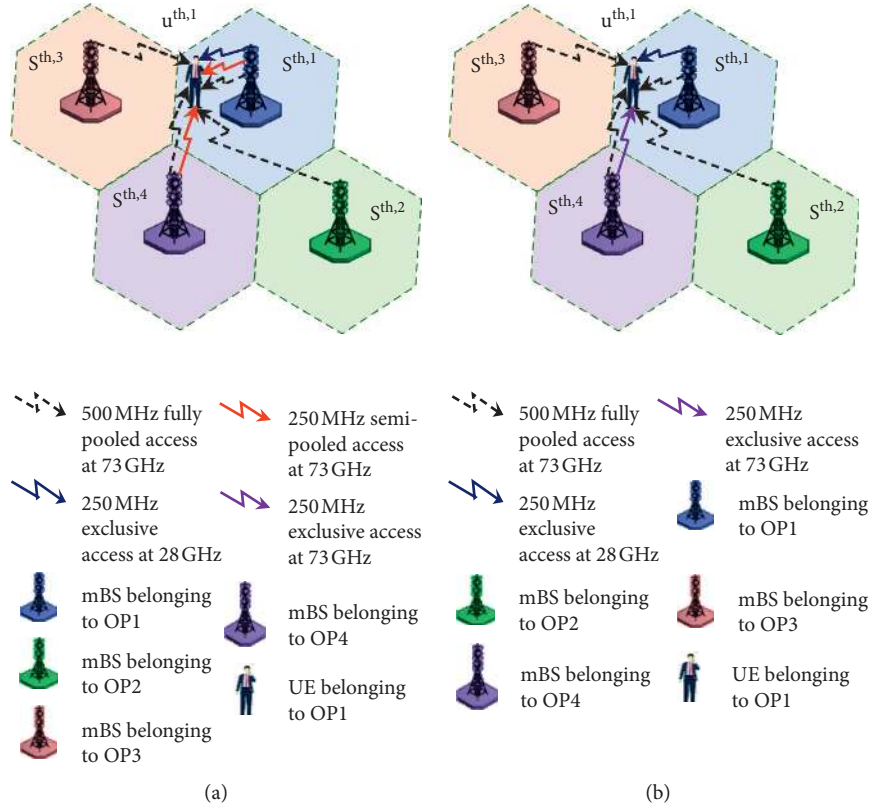 u^th,1
S^th,3
S^th,1
S^th,4
S^th,2
500 MHz fully
pooled access
at 73 GHz
250 MHz
exclusive
access at 28 GHz
mBS belonging
to OP1
mBS belonging
to OP2
mBS belonging
to OP3
250 MHz semi-
pooled access
at 73 GHz
250 MHz
exclusive access
at 73 GHz
mBS belonging
to OP4
UE belonging
to OP1
(a)
u^th,1
S^th,3
S^th,1
S^th,4
S^th,2
500 MHz fully
pooled access
at 73 GHz
250 MHz
exclusive
access at 28 GHz
mBS belonging
to OP2
mBS belonging
to OP4
250 MHz
exclusive access
at 73 GHz
mBS belonging
to OP1
mBS belonging
to OP3
UE belonging
to OP1
(b)